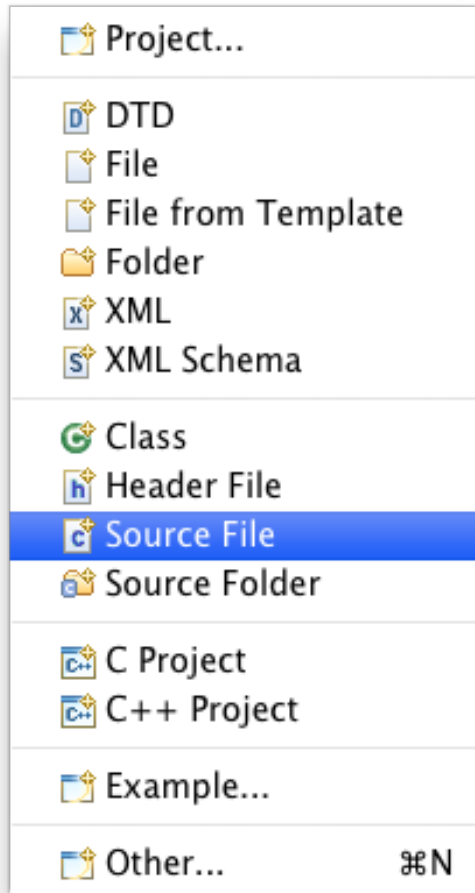 Project...
DTD
File
File from Template
Folder
XML
XML Schema
Class
Header File
Source File
Source Folder
C Project
C++ Project
Example...
Other... ⌘N